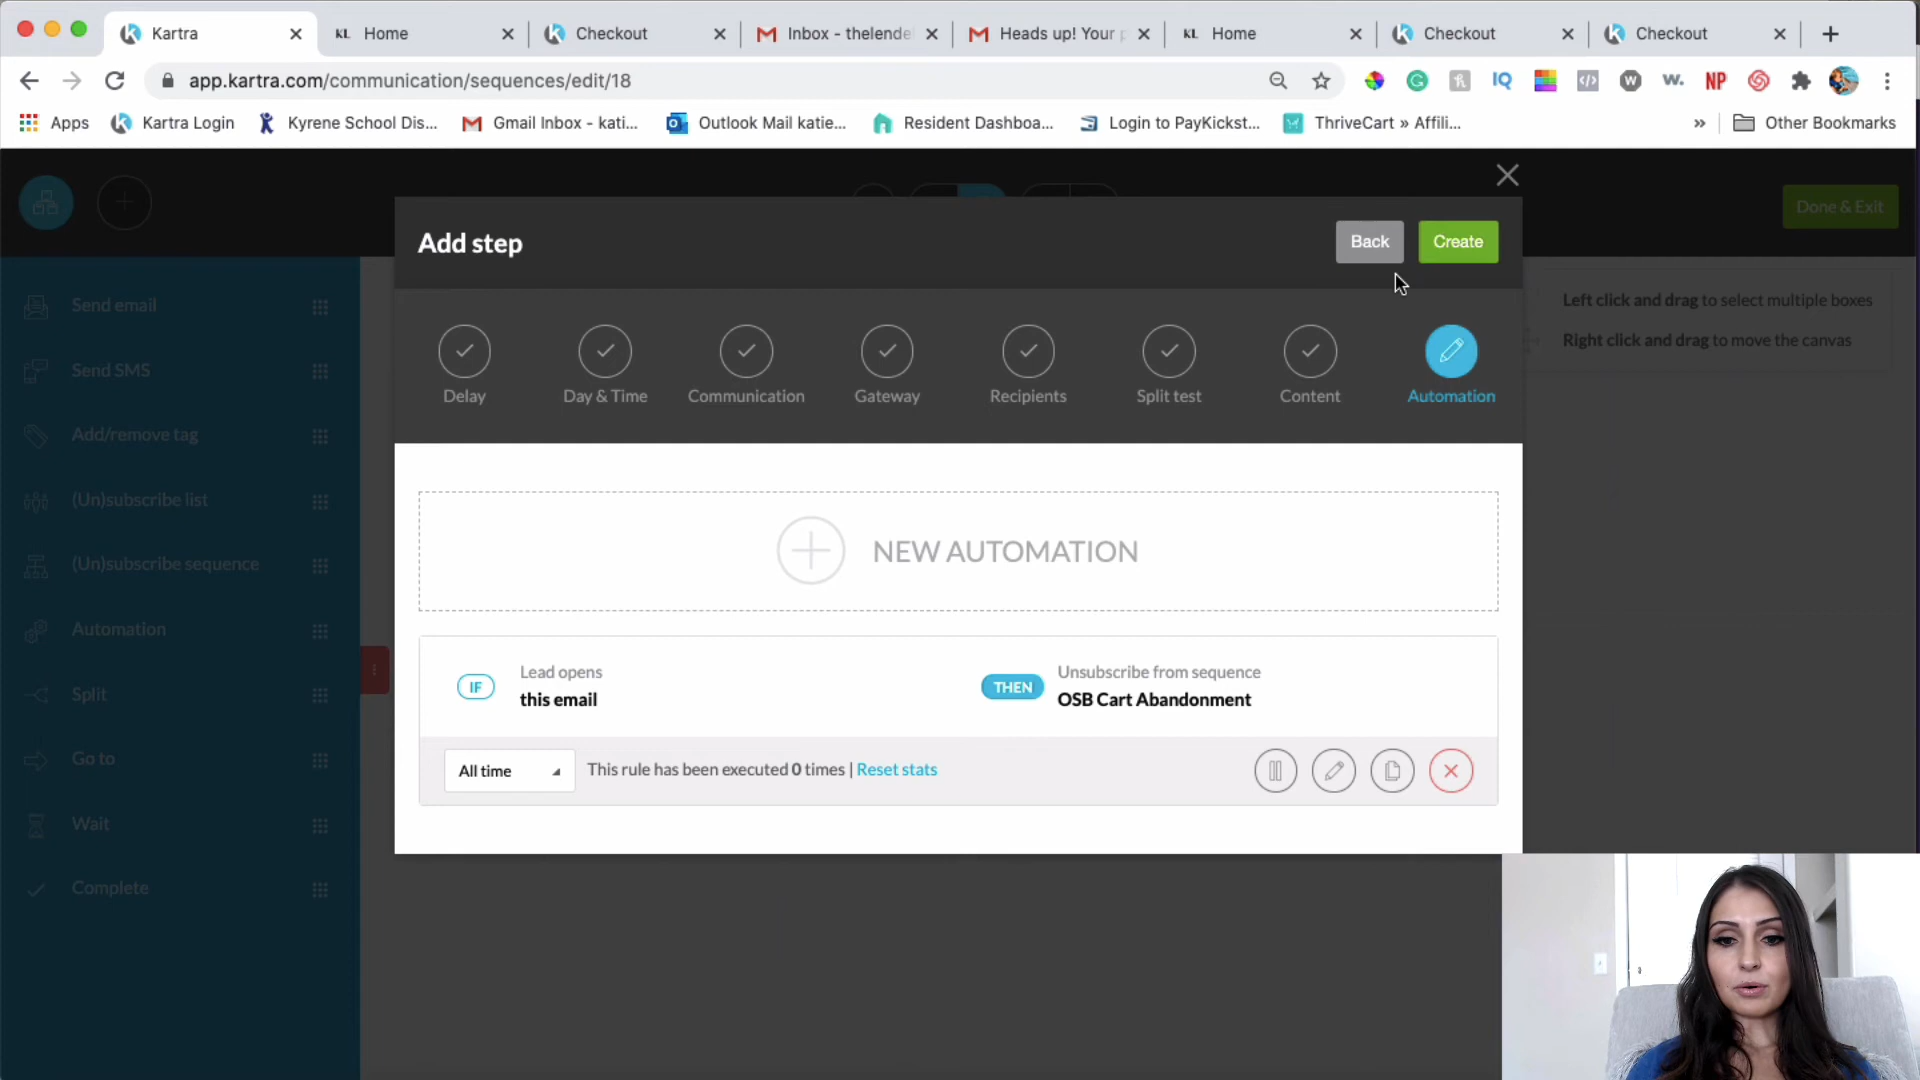 Kartra
KL Home
Checkout
Inbox - thelende
Heads up! Your p
KL Home
Checkout
Checkout
app.kartra.com/communication/sequences/edit/18
IQ
W
w.
NP
Apps
Kartra Login
Kyrene School Dis...
Gmail Inbox - kati...
Outlook Mail katie...
Resident Dashboa...
Login to PayKickst...
ThriveCart » Affili...
»
Other Bookmarks
Done & Exit
Add step
Back
Create
Send email
Send SMS
Add/remove tag
(Un)subscribe list
(Un)subscribe sequence
Automation
Split
Go to
Wait
Complete
Left click and drag to select multiple boxes
Right click and drag to move the canvas
Delay
Day & Time
Communication
Gateway
Recipients
Split test
Content
Automation
NEW AUTOMATION
IF
Lead opens
this email
THEN
Unsubscribe from sequence
OSB Cart Abandonment
All time
This rule has been executed 0 times | Reset stats